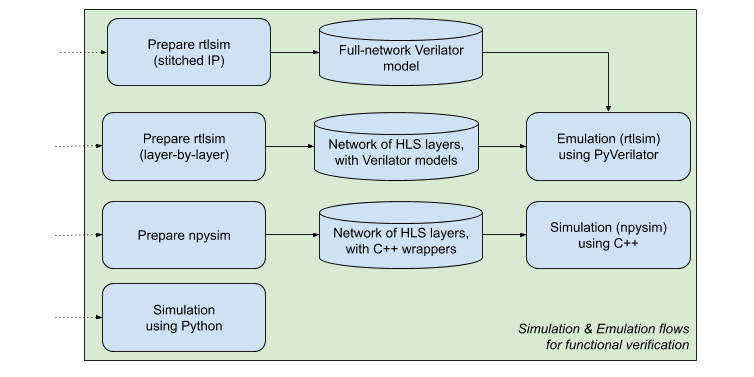 Prepare rtlsim
(stitched IP)
Full-network Verilator
model
Prepare rtlsim
(layer-by-layer)
Network of HLS layers,
with Verilator models
Emulation (rtlsim)
using PyVerilator
Prepare npysim
Network of HLS layers,
with C++ wrappers
Simulation (npysim)
using C++
Simulation
using Python
Simulation & Emulation flows
for functional verification